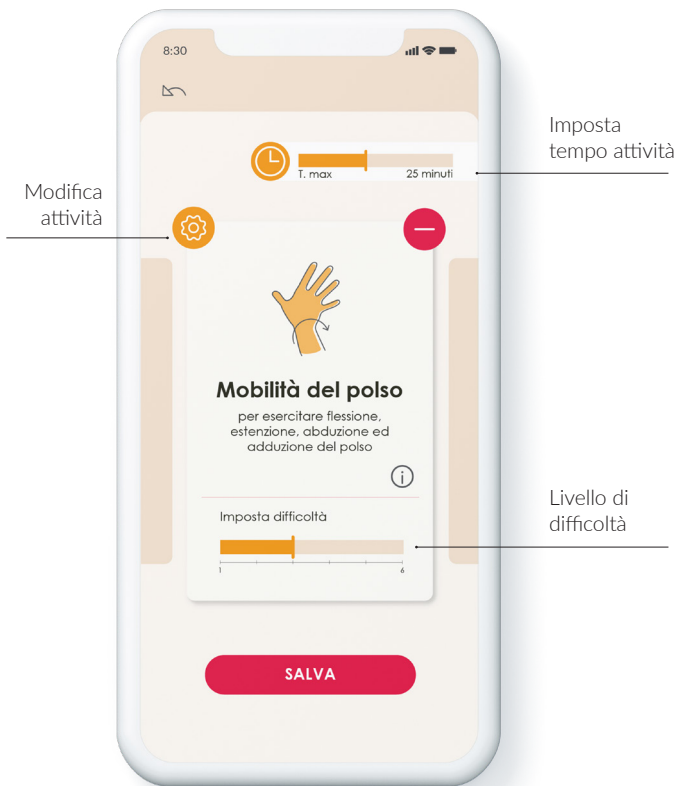 8:30
T. max 25 minuti
Imposta
tempo attività
Modifica
attività
Mobilità del polso
per esercitare flessione,
estenzione, abduzione ed
adduzione del polso
i
Imposta difficoltà
1 6
Livello di
difficoltà
SALVA